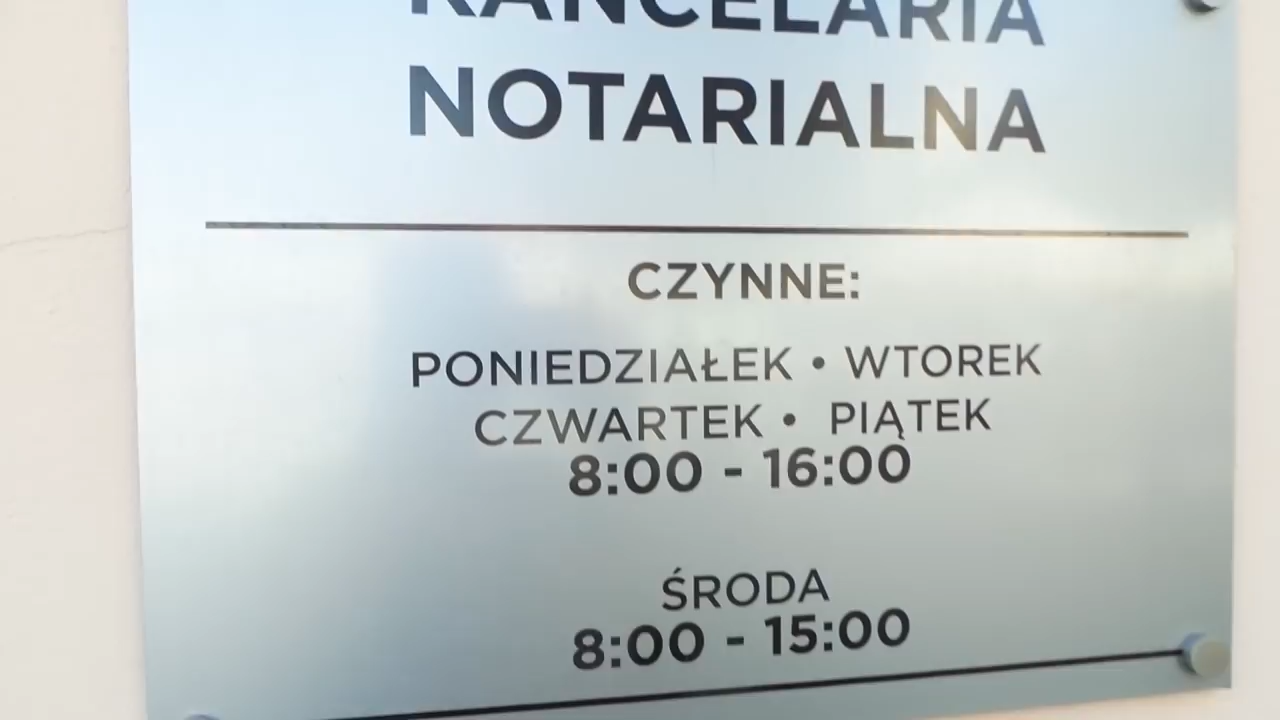 KANCELARIA
NOTARIALNA
CZYNNE:
PONIEDZIAŁEK • WTOREK
CZWARTEK • PIĄTEK
8:00 - 16:00
ŚRODA
8:00 - 15:00